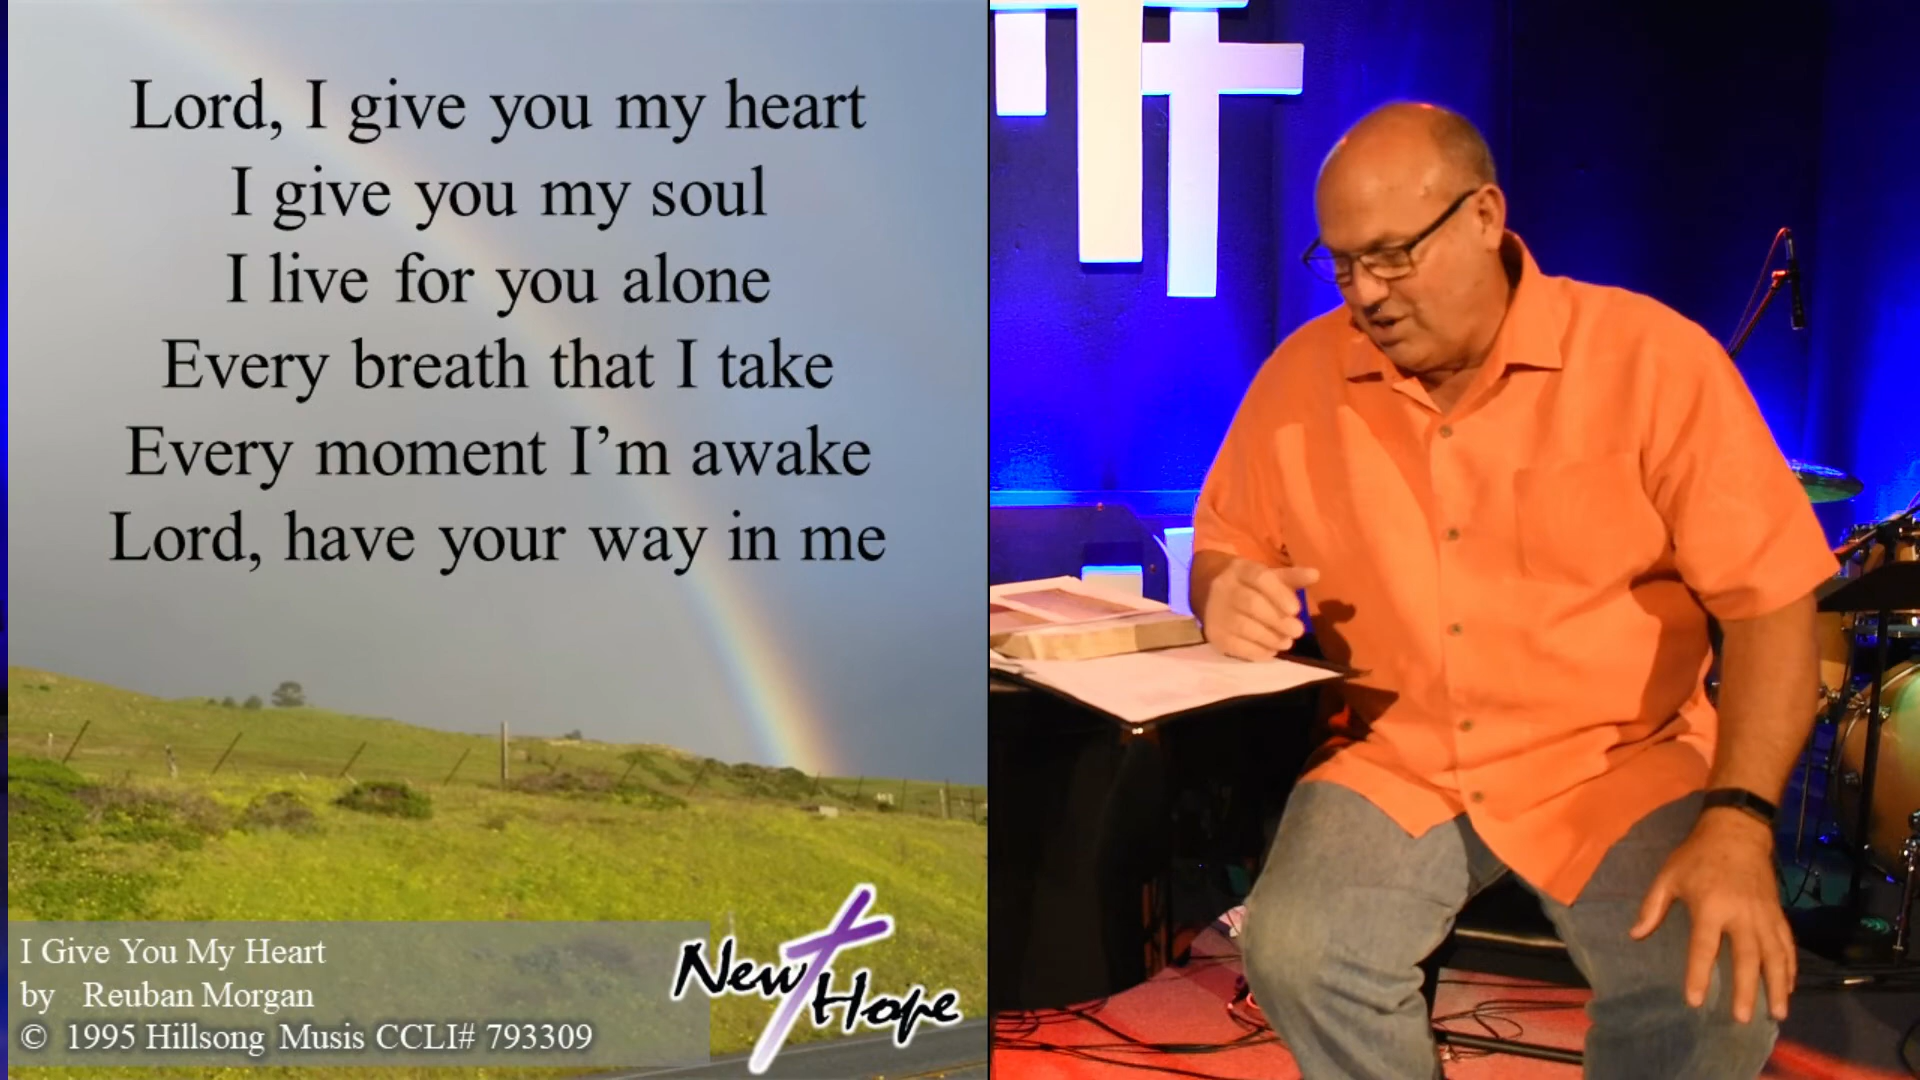 Lord, I give you my heart
I give you my soul
I live for you alone
Every breath that I take
Every moment I’m awake
Lord, have your way in me
I Give You My Heart
by Reuban Morgan
© 1995 Hillsong Musis CCLI# 793309
New Hope